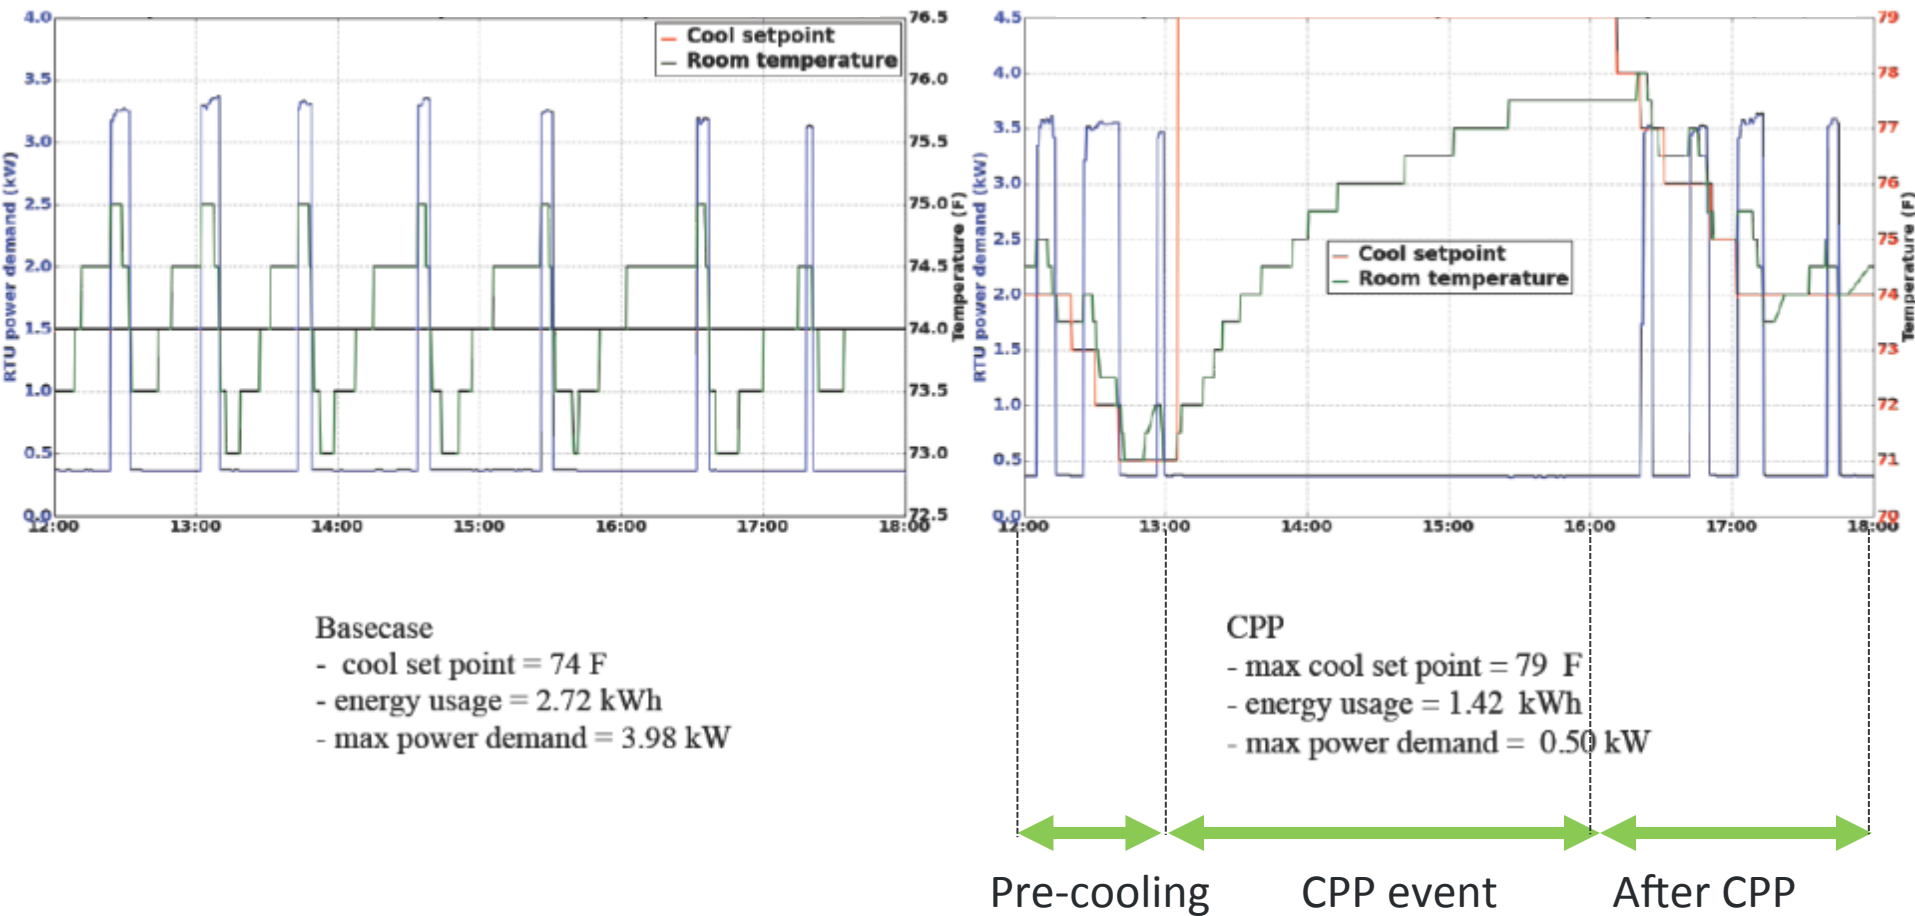 4.0
3.5
3.0
2.5
2.0
1.5
1.0
0.5
0.0
RTU power demand (kW)
12:00 13:00 14:00 15:00 16:00 17:00 18:00
76.5
76.0
75.5
75.0
74.5
74.0
73.5
73.0
72.5
Temperature (F)
Cool setpoint
Room temperature
4.5
4.0
3.5
3.0
2.5
2.0
1.5
1.0
0.5
0.0
RTU power demand (kW)
12:00 13:00 14:00 15:00 16:00 17:00 18:00
79
78
77
76
75
74
73
72
71
70
Temperature (F)
Cool setpoint
Room temperature
Basecase
- cool set point = 74 F
- energy usage = 2.72 kWh
- max power demand = 3.98 kW
CPP
- max cool set point = 79 F
- energy usage = 1.42 kWh
- max power demand = 0.50 kW
Pre-cooling CPP event After CPP